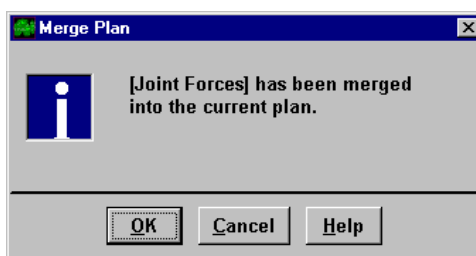 Merge Plan
[Joint Forces] has been merged
into the current plan.
OK Cancel Help